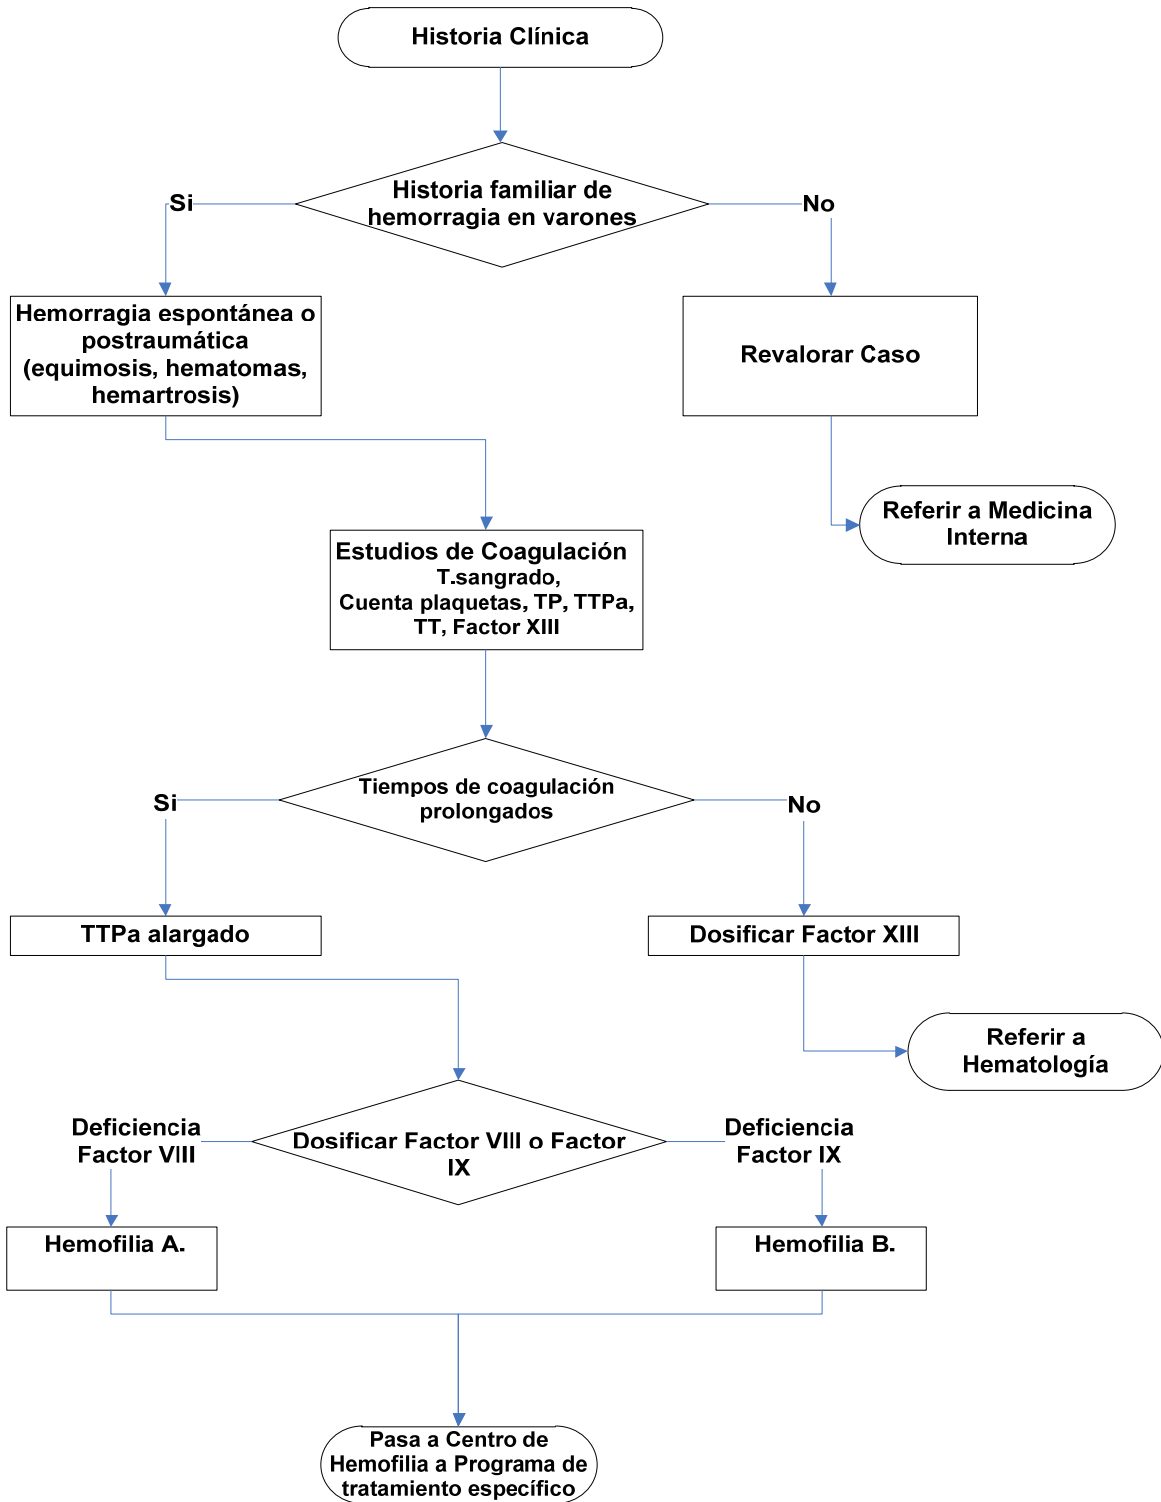 Historia Clínica
Historia familiar de
hemorragia en varones
Si
No
Hemorragia espontánea o
postraumática
(equimosis, hematomas,
hemartrosis)
Revalorar Caso
Referir a Medicina
Interna
Estudios de Coagulación
T.sangrado,
Cuenta plaquetas, TP, TTPa,
TT, Factor XIII
Tiempos de coagulación
prolongados
Si
No
TTPa alargado
Dosificar Factor XIII
Referir a
Hematología
Deficiencia
Factor VIII
Dosificar Factor VIII o Factor
IX
Deficiencia
Factor IX
Hemofilia A.
Hemofilia B.
Pasa a Centro de
Hemofilia a Programa de
tratamiento específico